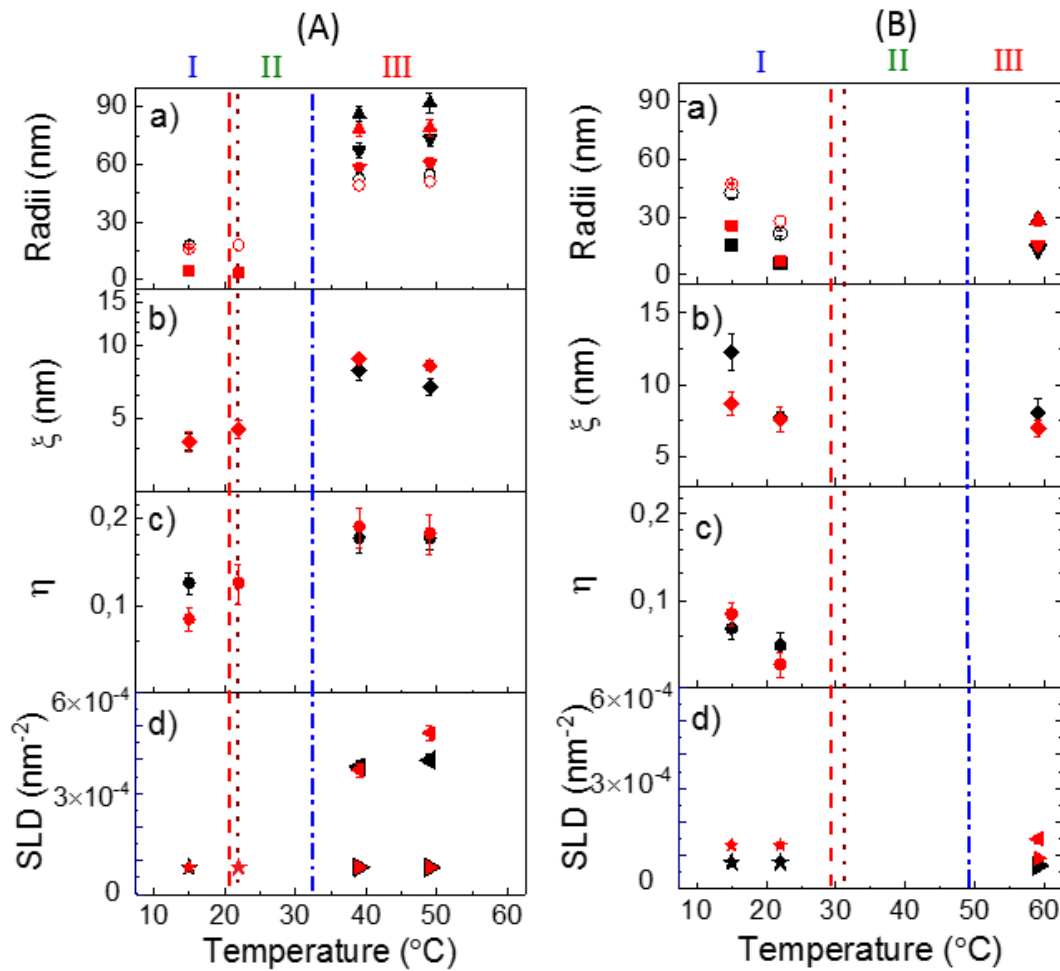 (A)
I II III
a)
Radii (nm)
90
60
30
0
b)
ξ (nm)
15
10
5
c)
η
0,2
0,1
d)
SLD (nm⁻²)
6×10⁻⁴
3×10⁻⁴
0
10 20 30 40 50 60
Temperature (°C)
(B)
I II III
a)
Radii (nm)
90
60
30
0
b)
ξ (nm)
15
10
5
c)
η
0,2
0,1
d)
SLD (nm⁻²)
6×⁻⁴
3×10⁻⁴
0
10 20 30 40 50 60
Temperature (°C)